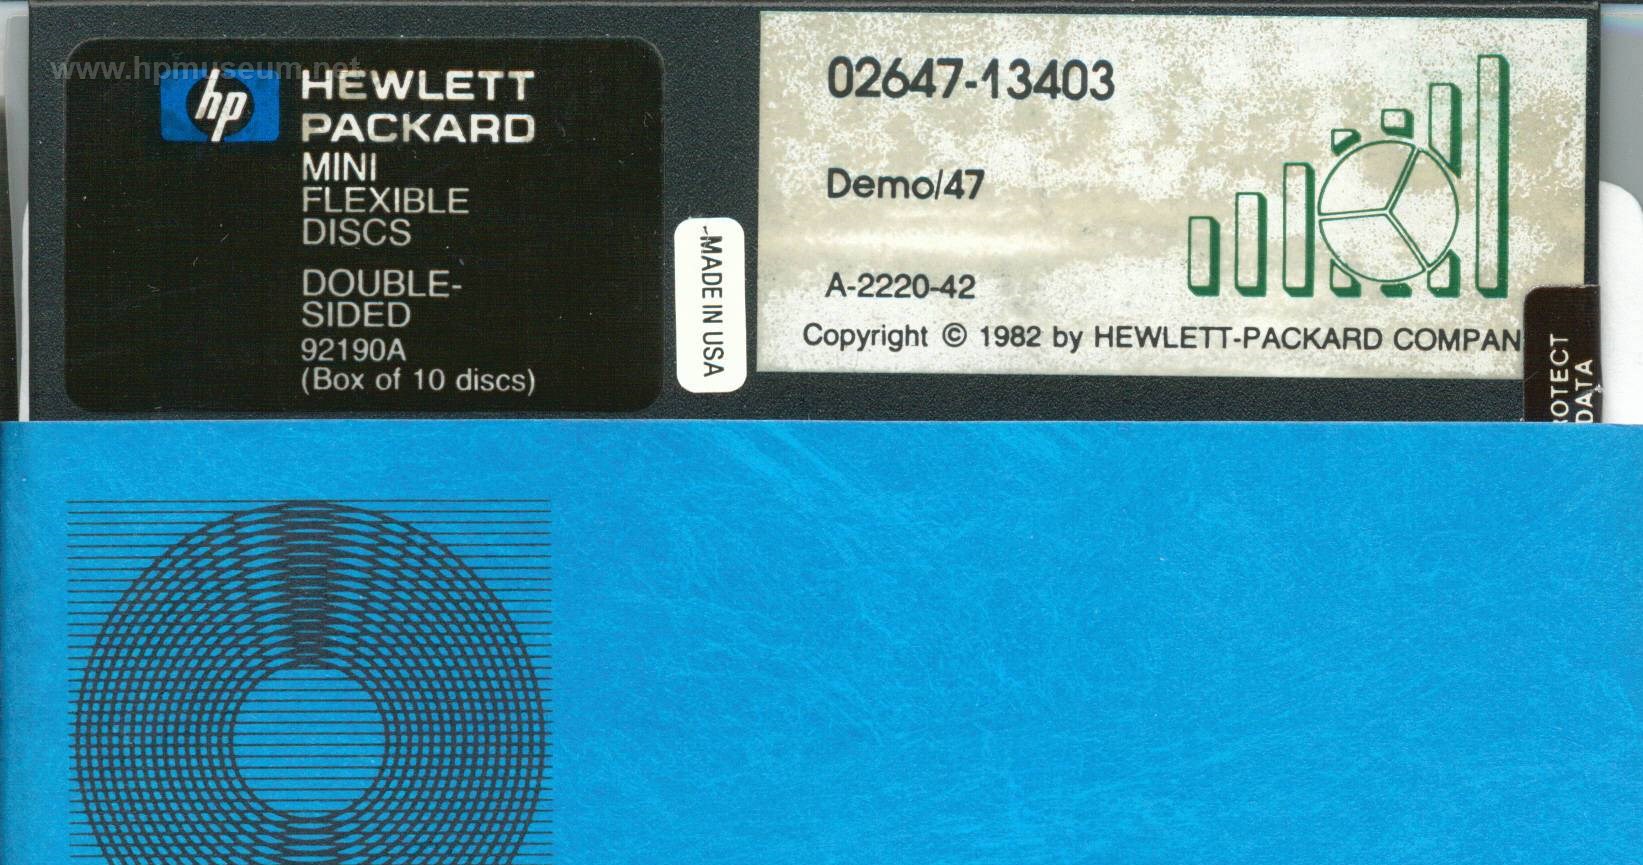 www.hpmuseum.net
hp
HEWLETT
PACKARD
MINI
FLEXIBLE
DISCS
DOUBLE-
SIDED
92190A
(Box of 10 discs)
MADE IN USA
02647-13403
Demo/47
A-2220-42
Copyright © 1982 by HEWLETT-PACKARD COMPAN
ROTECT
DATA